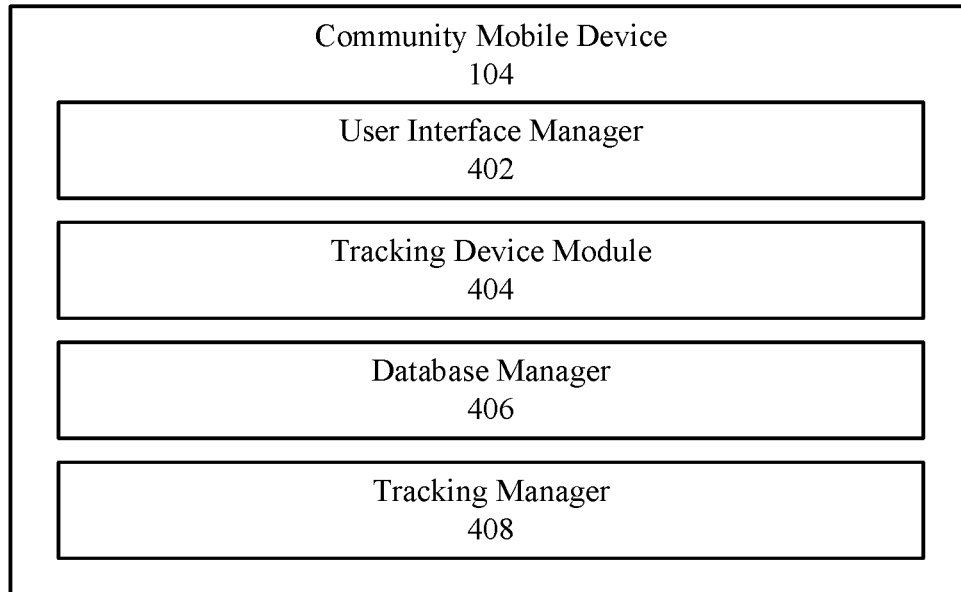 Community Mobile Device
104
User Interface Manager
402
Tracking Device Module
404
Database Manager
406
Tracking Manager
408